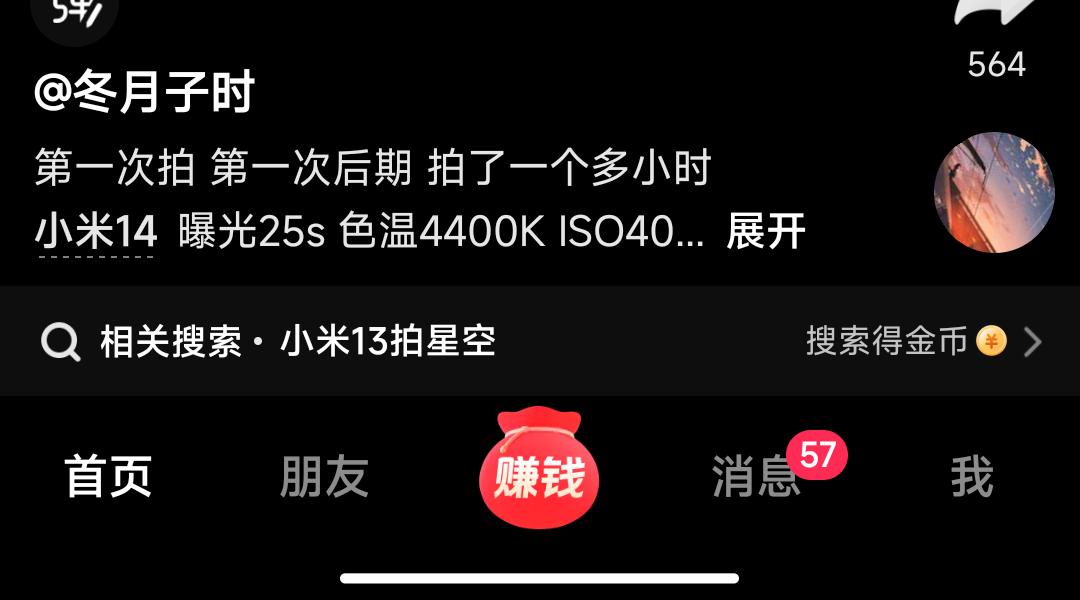 564
@冬月子时
第一次拍 第一次后期 拍了一个多小时
小米14 曝光25s 色温4400K ISO40... 展开
相关搜索· 小米13拍星空
搜索得金币
首页
朋友
赚钱
消息
57
我